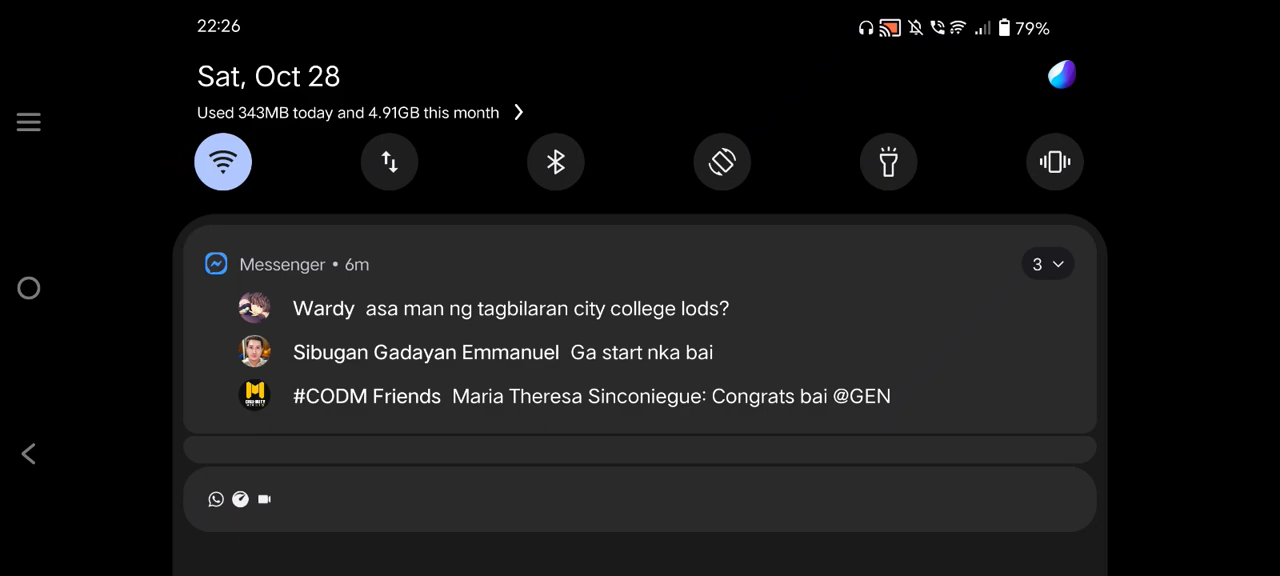 22:26
79%
Sat, Oct 28
Used 343MB today and 4.91GB this month
Messenger • 6m
3
Wardy asa man ng tagbilaran city college lods?
Sibugan Gadayan Emmanuel Ga start nka bai
#CODM Friends Maria Theresa Sinconiegue: Congrats bai @GEN